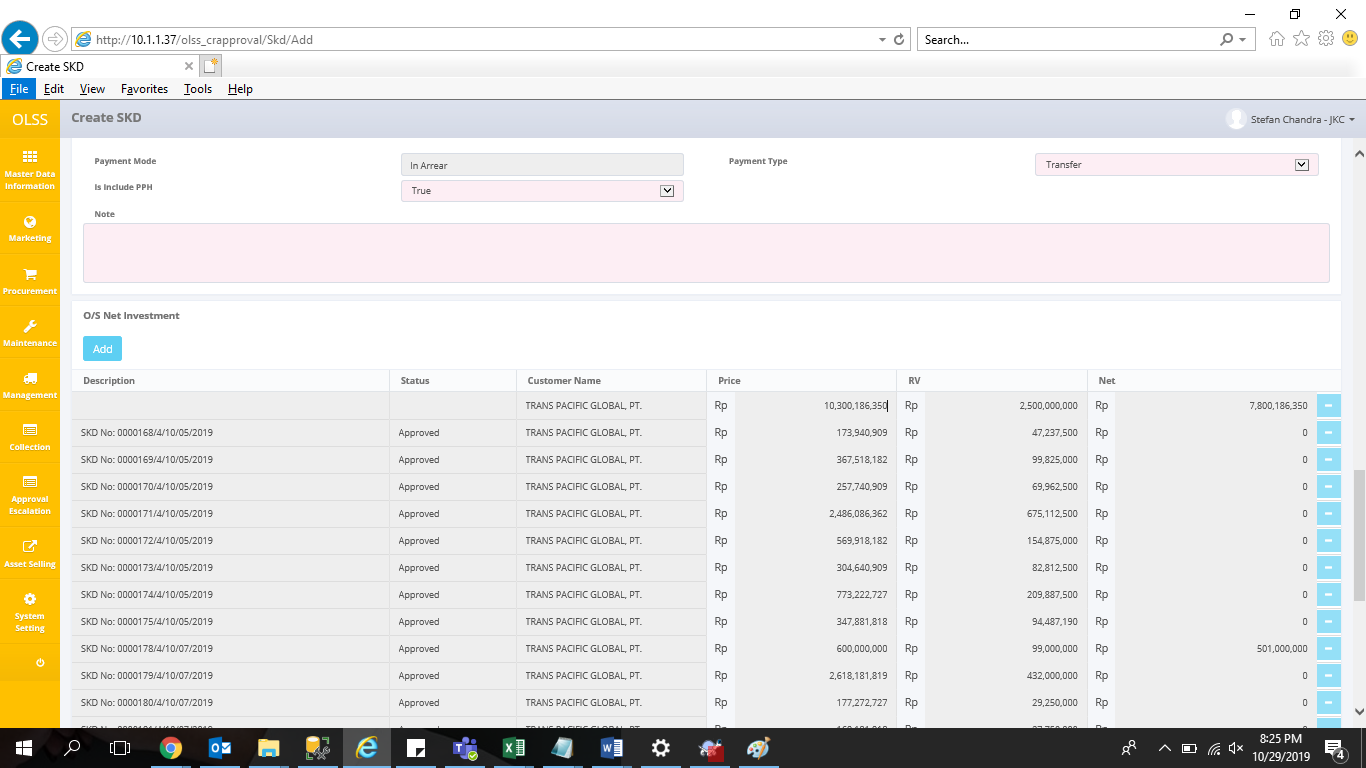 http://10.1.1.37/olss_crapproval/Skd/Add
Search...
Create SKD
File Edit View Favorites Tools Help
OLSS
Create SKD
Stefan Chandra - JKC
Master Data
Information
Marketing
Procurement
Maintenance
Management
Collection
Approval
Escalation
Asset Selling
System
Setting
Payment Mode In Arrear Payment Type Transfer
Is Include PPH True
Note
O/S Net Investment
Add
Description Status Customer Name Price RV Net
TRANS PACIFIC GLOBAL, PT. Rp 10,300,186,350 Rp 2,500,000,000 Rp 7,800,186,350
SKD No: 0000168/4/10/05/2019 Approved TRANS PACIFIC GLOBAL, PT. Rp 173,940,909 Rp 47,237,500 Rp 0
SKD No: 0000169/4/10/05/2019 Approved TRANS PACIFIC GLOBAL, PT. Rp 367,518,182 Rp 99,825,000 Rp 0
SKD No: 0000170/4/10/05/2019 Approved TRANS PACIFIC GLOBAL, PT. Rp 257,740,909 Rp 69,962,500 Rp 0
SKD No: 0000171/4/10/05/2019 Approved TRANS PACIFIC GLOBAL, PT. Rp 2,486,086,362 Rp 675,112,500 Rp 0
SKD No: 0000172/4/10/05/2019 Approved TRANS PACIFIC GLOBAL, PT. Rp 569,918,182 Rp 154,875,000 Rp 0
SKD No: 0000173/4/10/05/2019 Approved TRANS PACIFIC GLOBAL, PT. Rp 304,640,909 Rp 82,812,500 Rp 0
SKD No: 0000174/4/10/05/2019 Approved TRANS PACIFIC GLOBAL, PT. Rp 773,222,727 Rp 209,887,500 Rp 0
SKD No: 0000175/4/10/05/2019 Approved TRANS PACIFIC GLOBAL, PT. Rp 347,881,818 Rp 94,487,190 Rp 0
SKD No: 0000178/4/10/07/2019 Approved TRANS PACIFIC GLOBAL, PT. Rp 600,000,000 Rp 99,000,000 Rp 501,000,000
SKD No: 0000179/4/10/07/2019 Approved TRANS PACIFIC GLOBAL, PT. Rp 2,618,181,819 Rp 432,000,000 Rp 0
SKD No: 0000180/4/10/07/2019 Approved TRANS PACIFIC GLOBAL, PT. Rp 177,272,727 Rp 29,250,000 Rp 0
8:25 PM
10/29/2019
4